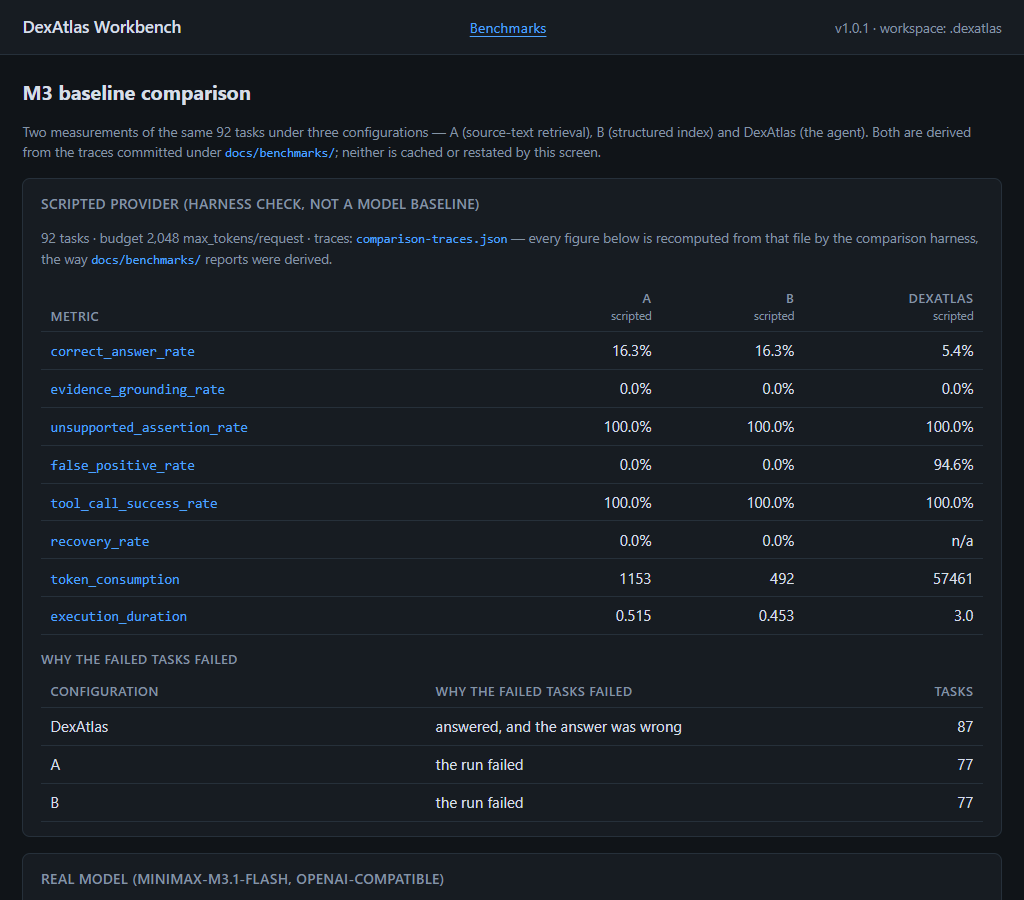 DexAtlas Workbench Benchmarks v1.0.1 · workspace: .dexatlas
M3 baseline comparison
Two measurements of the same 92 tasks under three configurations — A (source-text retrieval), B (structured index) and DexAtlas (the agent). Both are derived
from the traces committed under docs/benchmarks/; neither is cached or restated by this screen.
SCRIPTED PROVIDER (HARNESS CHECK, NOT A MODEL BASELINE)
92 tasks · budget 2,048 max_tokens/request · traces: comparison-traces.json — every figure below is recomputed from that file by the comparison harness,
the way docs/benchmarks/ reports were derived.
METRIC A scripted B scripted DEXATLAS scripted
correct_answer_rate 16.3% 16.3% 5.4%
evidence_grounding_rate 0.0% 0.0% 0.0%
unsupported_assertion_rate 100.0% 100.0% 100.0%
false_positive_rate 0.0% 0.0% 94.6%
tool_call_success_rate 100.0% 100.0% 100.0%
recovery_rate 0.0% 0.0% n/a
token_consumption 1153 492 57461
execution_duration 0.515 0.453 3.0
WHY THE FAILED TASKS FAILED
CONFIGURATION WHY THE FAILED TASKS FAILED TASKS
DexAtlas answered, and the answer was wrong 87
A the run failed 77
B the run failed 77
REAL MODEL (MINIMAX-M3.1-FLASH, OPENAI-COMPATIBLE)